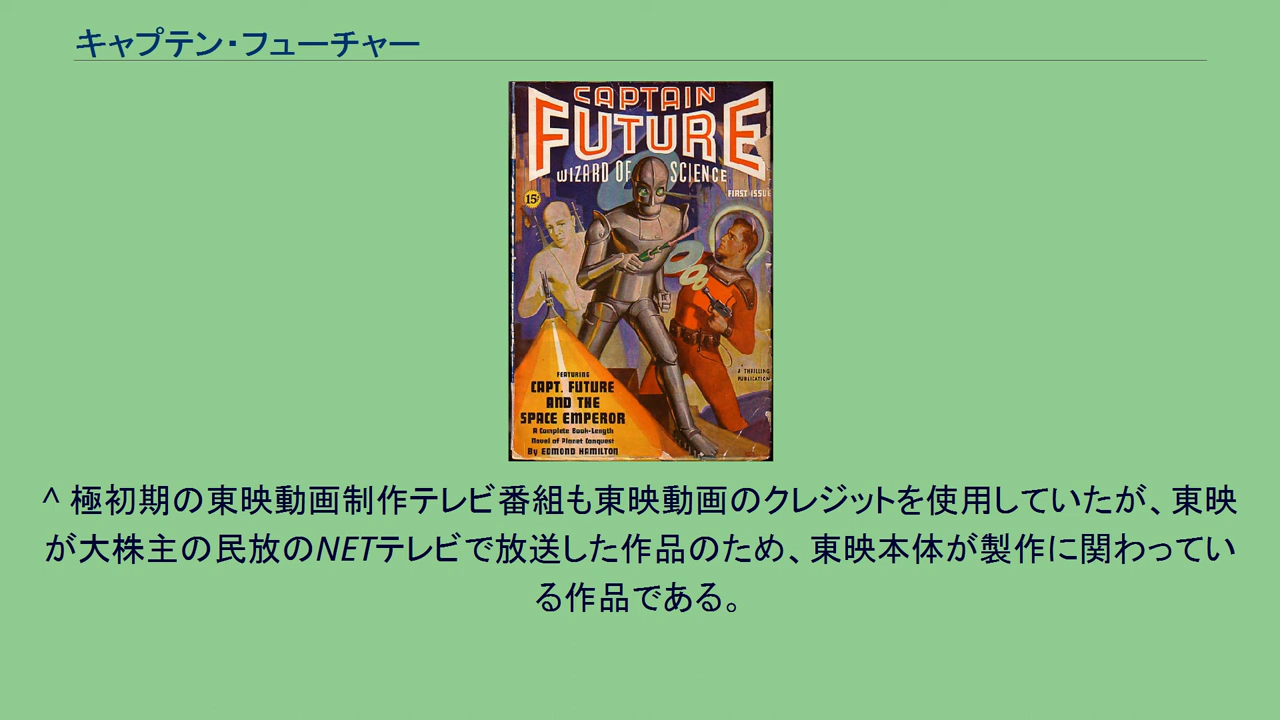 キャプテン・フューチャー
CAPTAIN
FUTURE
WIZARD OF SCIENCE
FIRST ISSUE
15¢
A THRILLING
PUBLICATION
FEATURING
CAPT. FUTURE
AND THE
SPACE EMPEROR
A Complete Book-Length
Novel of Planet Conquest
By EDMOND HAMILTON
^ 極初期の東映動画制作テレビ番組も東映動画のクレジットを使用していたが、東映
が大株主の民放のNETテレビで放送した作品のため、東映本体が製作に関わってい
る作品である。